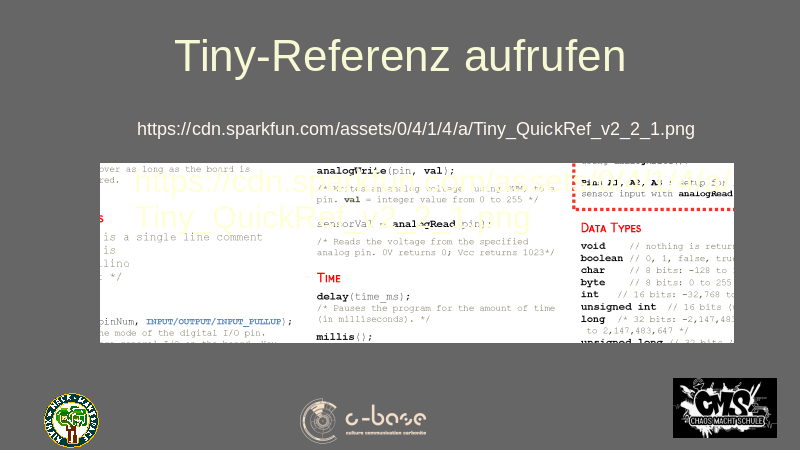 Tiny-Referenz aufrufen
https://cdn.sparkfun.com/assets/0/4/1/4/a/Tiny_QuickRef_v2_2_1.png
over as long as the board is
red.
s
is a single line comment
is
lino
*/
pinNum, INPUT/OUTPUT/INPUT_PULLUP);
me mode of the digital I/O pin.
https://cdn.sparkfun.com/assets/0/4/1/4/a/
Tiny_QuickRef_v2_2_1.png
analogWrite(pin, val);
/* Writes an analog voltage, using PWM, to a
pin. val = integer value from 0 to 255 */
sensorVal = analogRead(pin);
/* Reads the voltage from the specified
analog pin. 0V returns 0; Vcc returns 1023*/
TIME
delay(time_ms);
/* Pauses the program for the amount of time
(in milliseconds). */
millis();
Pins A1, A2, A3 : setup for
sensor input with analogRead
DATA TYPES
void // nothing is return
boolean // 0, 1, false, true
char // 8 bits: -128 to
byte // 8 bits: 0 to 255
int // 16 bits: -32,768 to
unsigned int // 16 bits
long /* 32 bits: -2,147,483
to 2,147,483,647 */
unsigned long // 32 bits
c-base
culture communication carbonite
CMS
CHAOS MACHT SCHULE